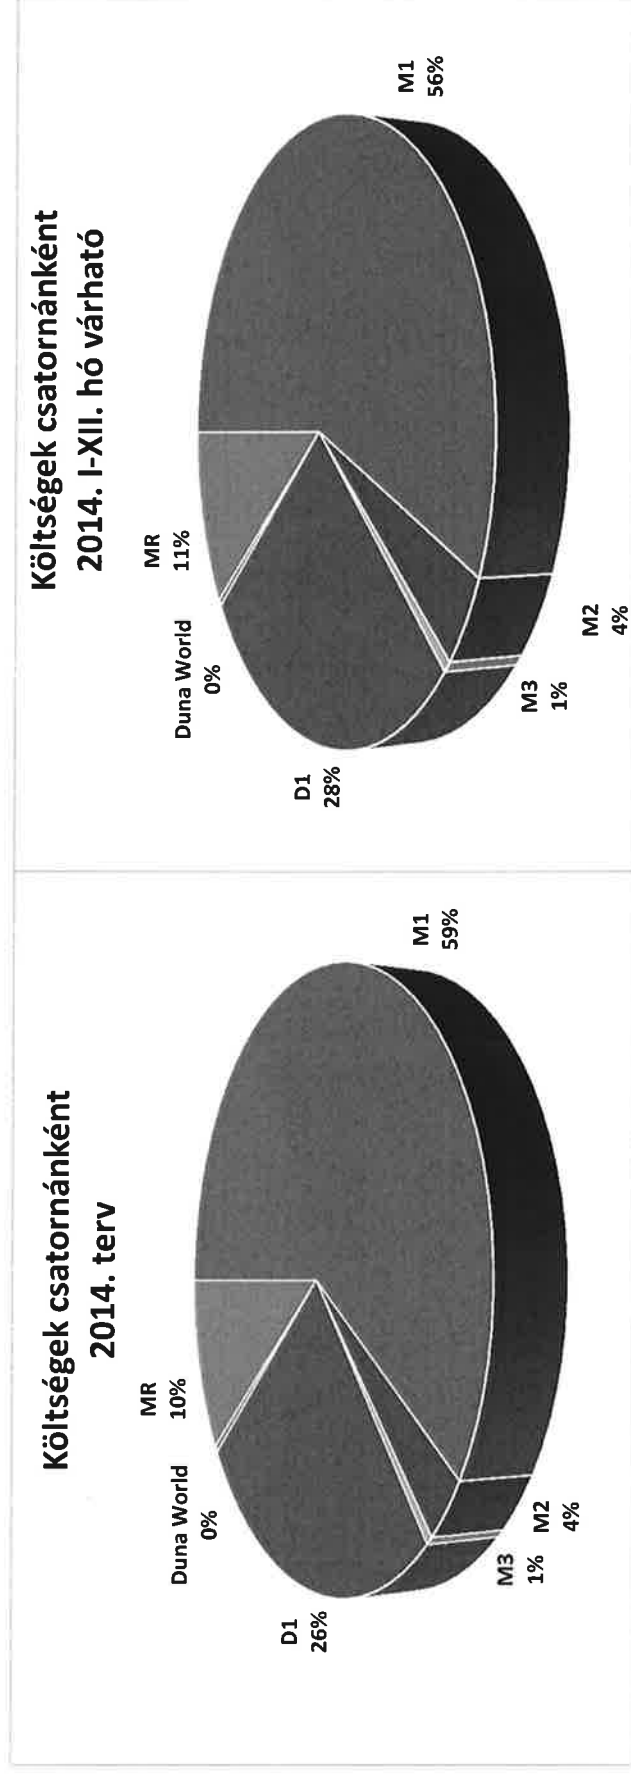 Költségek csatornánként
2014. terv
MR
10%
Duna World
0%
D1
26%
M3
1%
M2
4%
M1
59%
Költségek csatornánként
2014. I-XII. hó várható
MR
11%
Duna World
0%
D1
28%
M3
1%
M2
4%
M1
56%